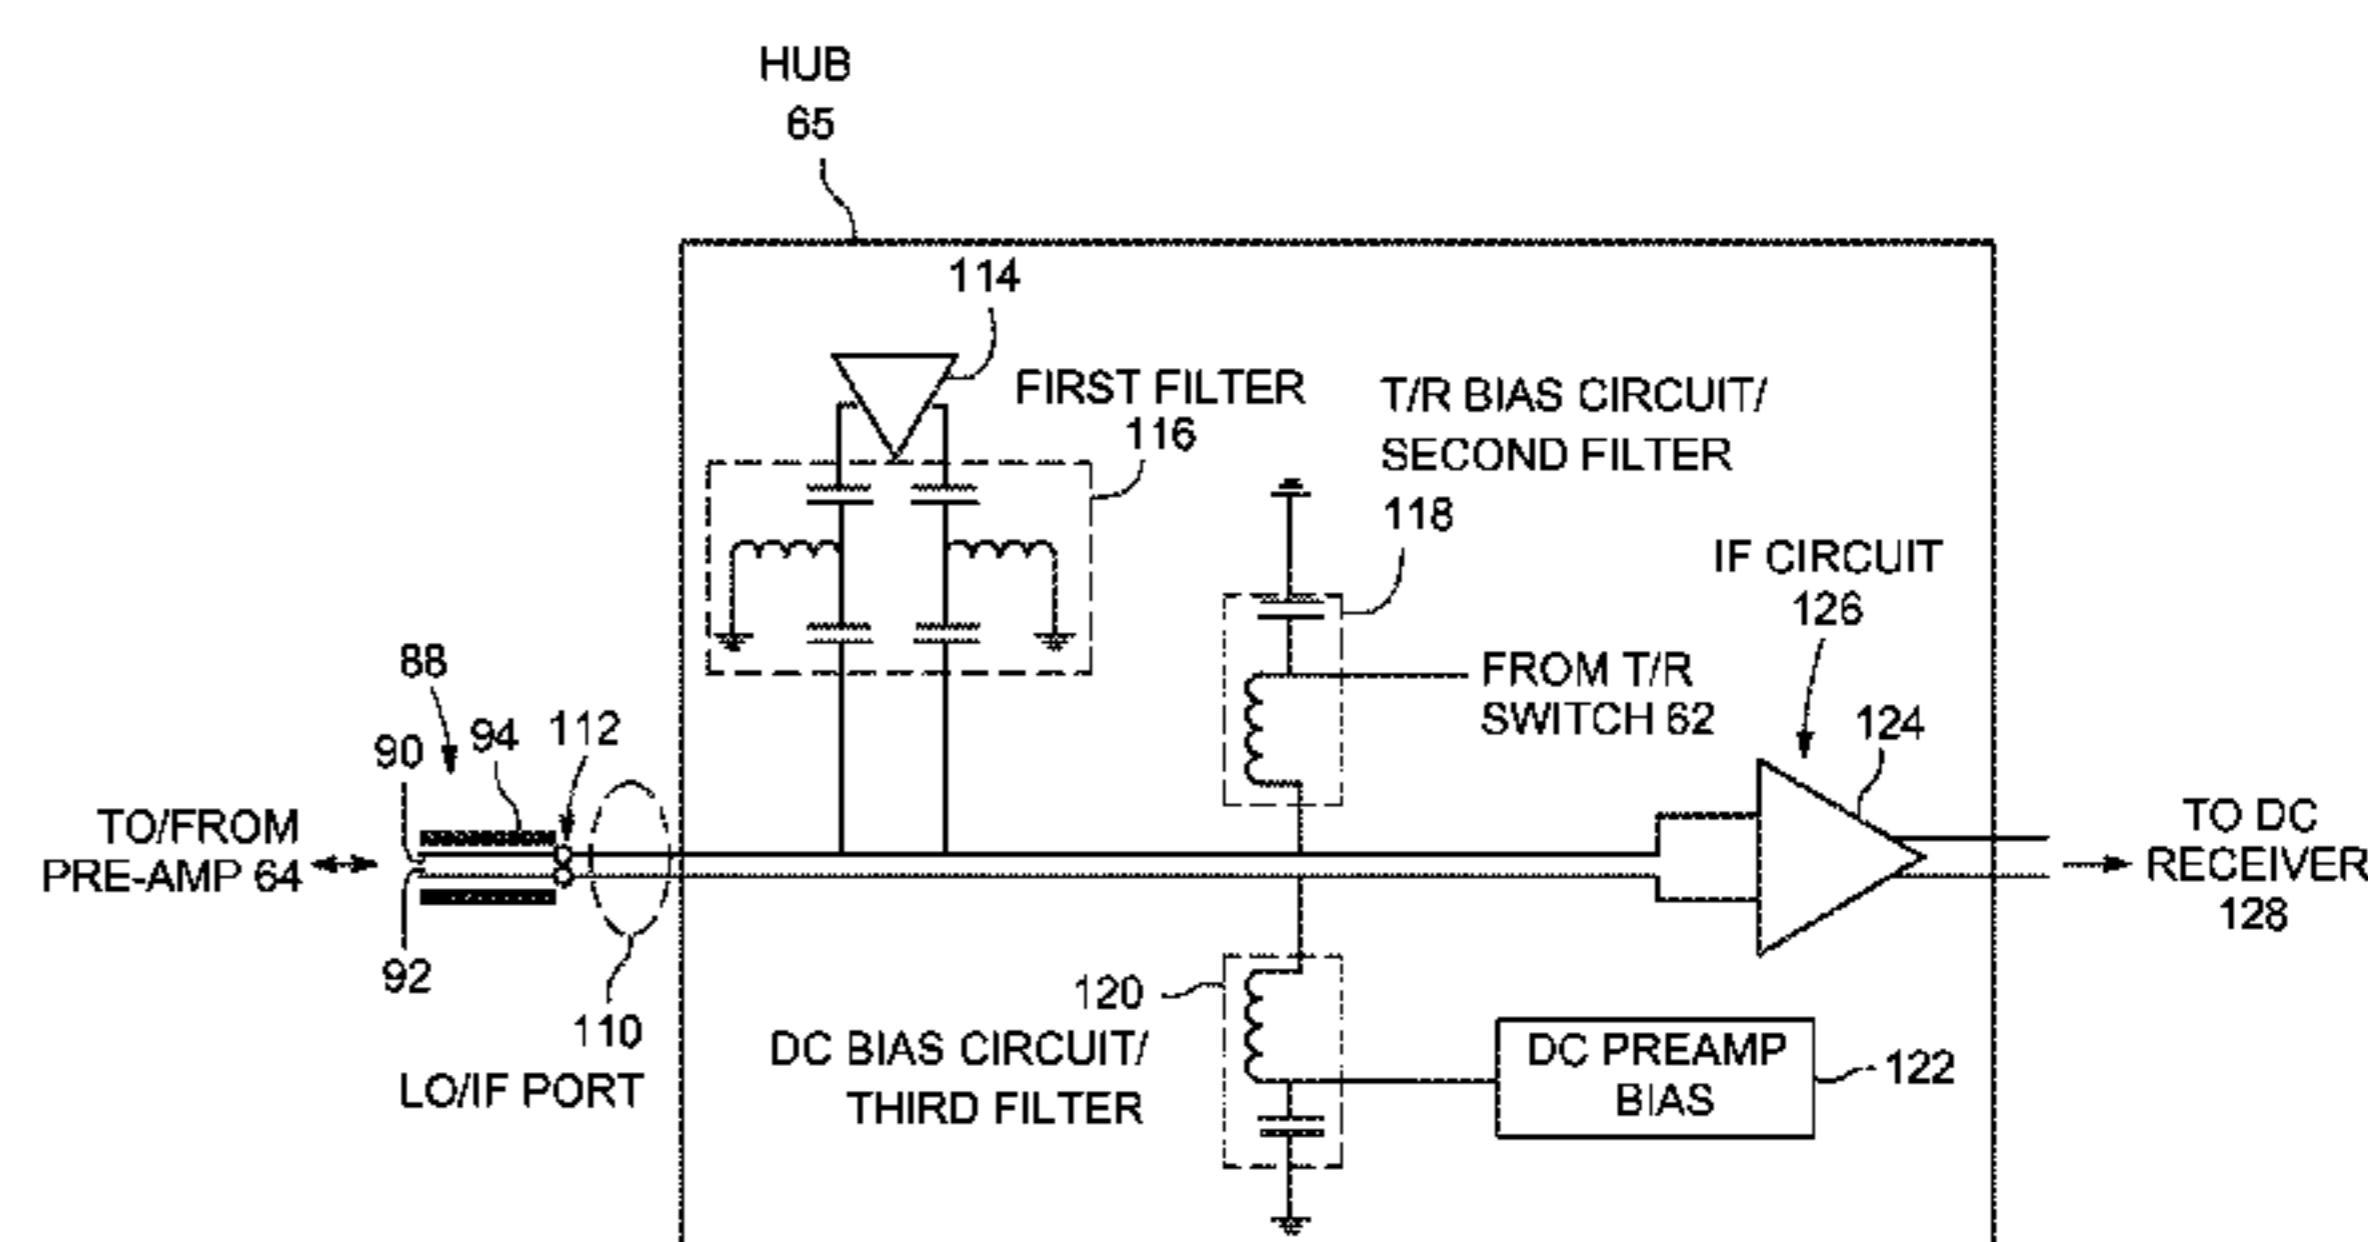 HUB
65
114
FIRST FILTER
116
T/R BIAS CIRCUIT/
SECOND FILTER
118
IF CIRCUIT
126
FROM T/R
SWITCH 62
124
88
90
94
112
TO/FROM
PRE-AMP 64
TO DC
RECEIVER
128
92
110
LO/IF PORT
120
DC BIAS CIRCUIT/
THIRD FILTER
DC PREAMP
BIAS
122